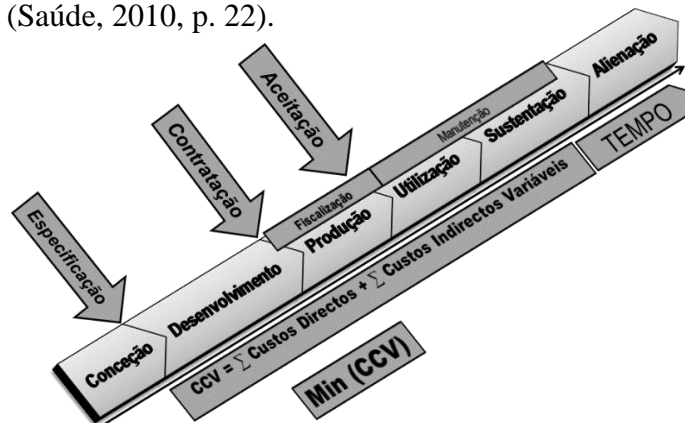 (Saúde, 2010, p. 22).
Especificação
Contratação
Aceitação
Fiscalização
Manutenção
Conceção
Desenvolvimento
Produção
Utilização
Sustentação
Alienação
CCV = ∑ Custos Directos + ∑ Custos Indirectos Variáveis
TEMPO
Min (CCV)